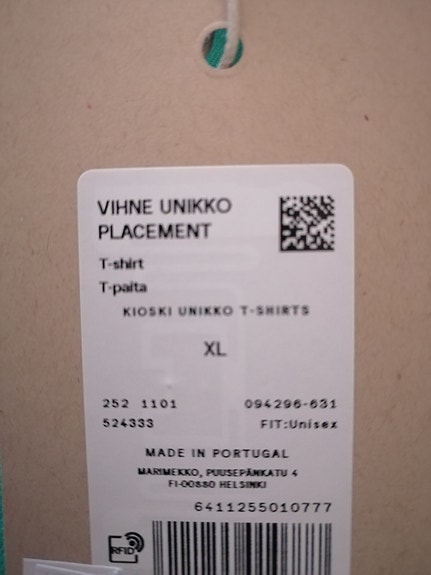 VIHNE UNIKKO
PLACEMENT
T-shirt
T-paita
KIOSKI UNIKKO T-SHIRTS
XL
252 1101 094296-631
524333 FIT:Unisex
MADE IN PORTUGAL
MARIMEKKO, PUUSEPÄNKATU 4
FI-00880 HELSINKI
6411255010777
RFID